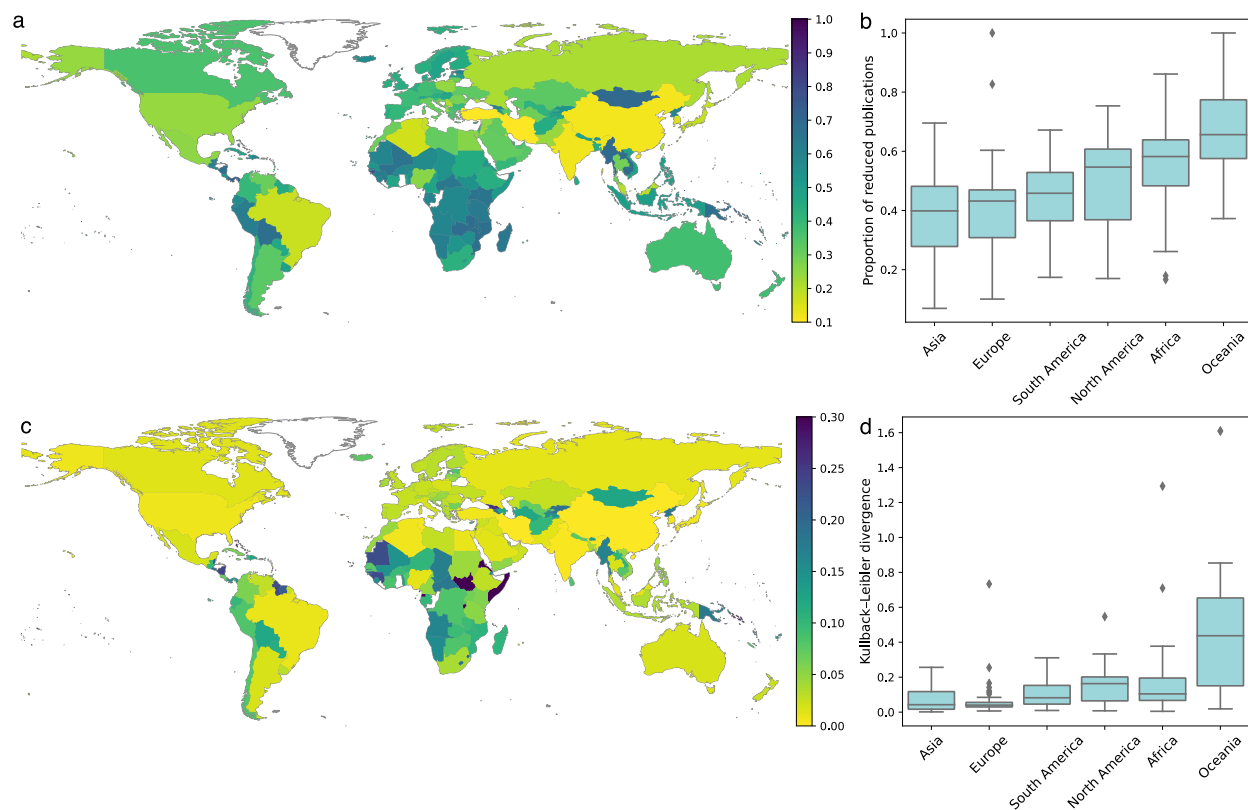 a
1.0
0.9
0.8
0.7
0.6
0.5
0.4
0.3
0.2
0.1
b
Proportion of reduced publications
1.0
0.8
0.6
0.4
0.2
Asia
Europe
South America
North America
Africa
Oceania
c
0.30
0.25
0.20
0.15
0.10
0.05
0.00
d
Kullback–Leibler divergence
1.6
1.4
1.2
1.0
0.8
0.6
0.4
0.2
0.0
Asia
Europe
South America
North America
Africa
Oceania